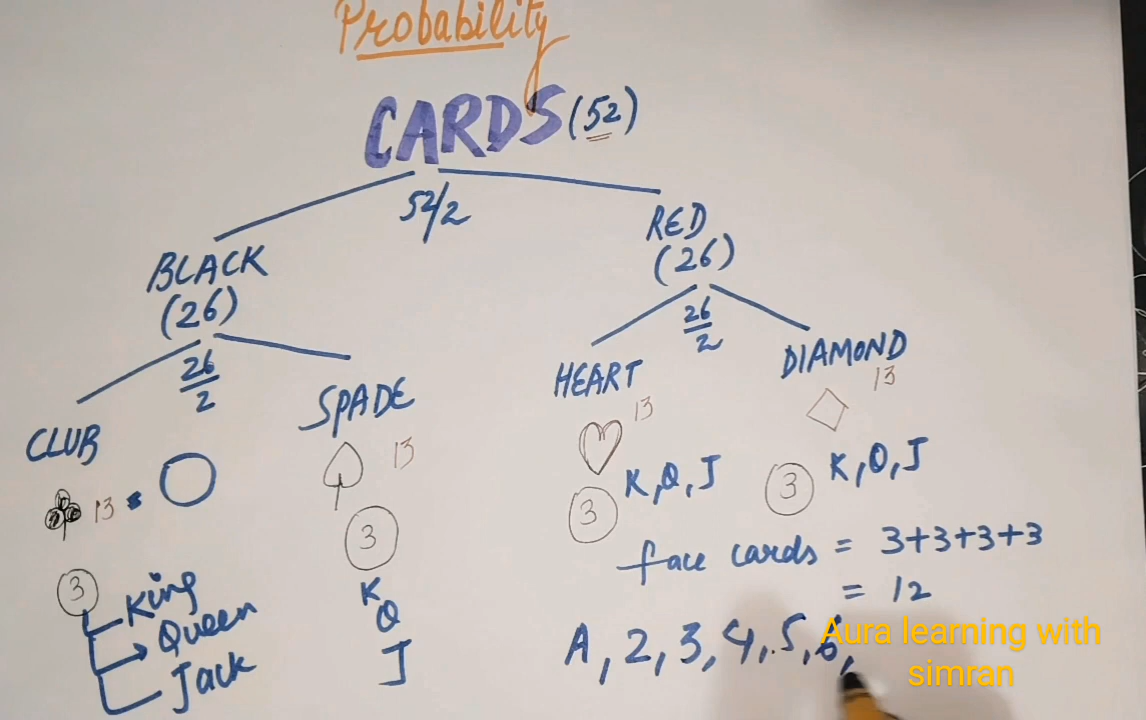 Probability
CARDS (52)
52/2
BLACK
(26)
26/2
RED
(26)
26/2
CLUB
13
3
King
Queen
Jack
SPADE
13
3
K
Q
J
HEART
13
3
K, Q, J
DIAMOND
13
3
K, Q, J
face cards = 3+3+3+3
= 12
A, 2, 3, 4, 5, 6,
Aura learning with
simran